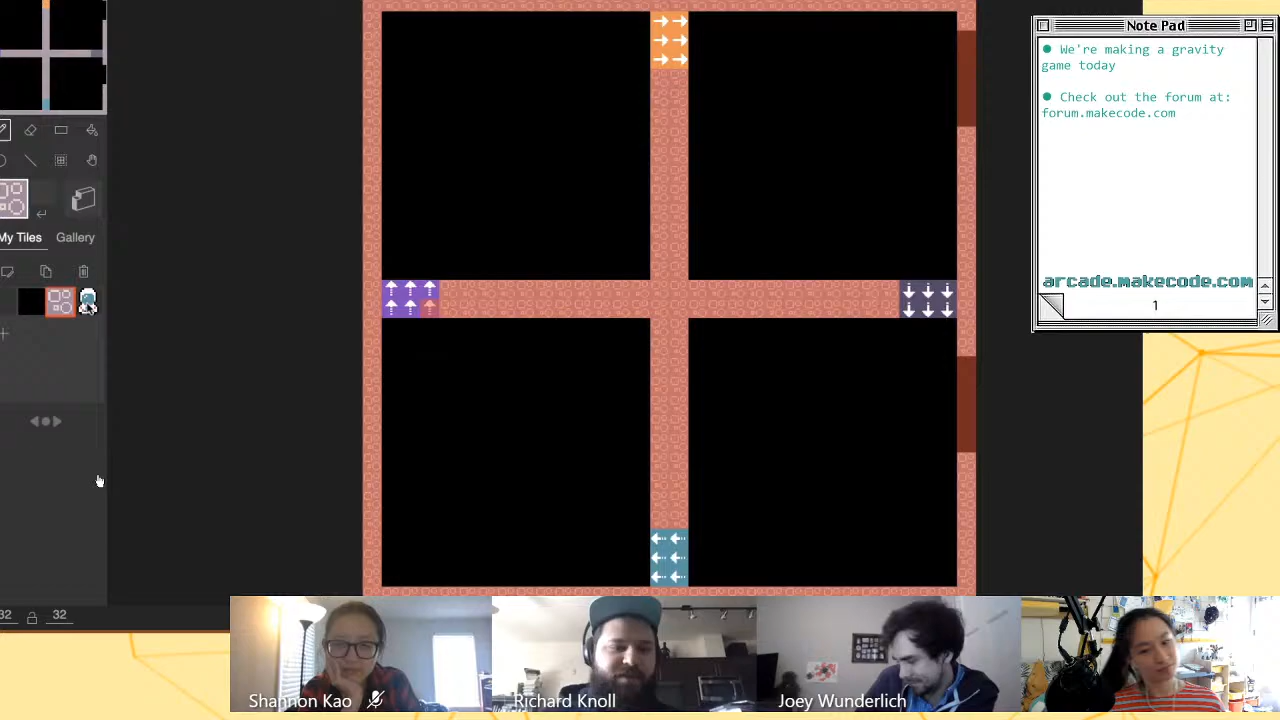 Note Pad
● We're making a gravity
game today
● Check out the forum at:
forum.makecode.com
arcade.makecode.com
1
My Tiles
Gallery
32
32
Shannon Kao
Richard Knoll
Joey Wunderlich